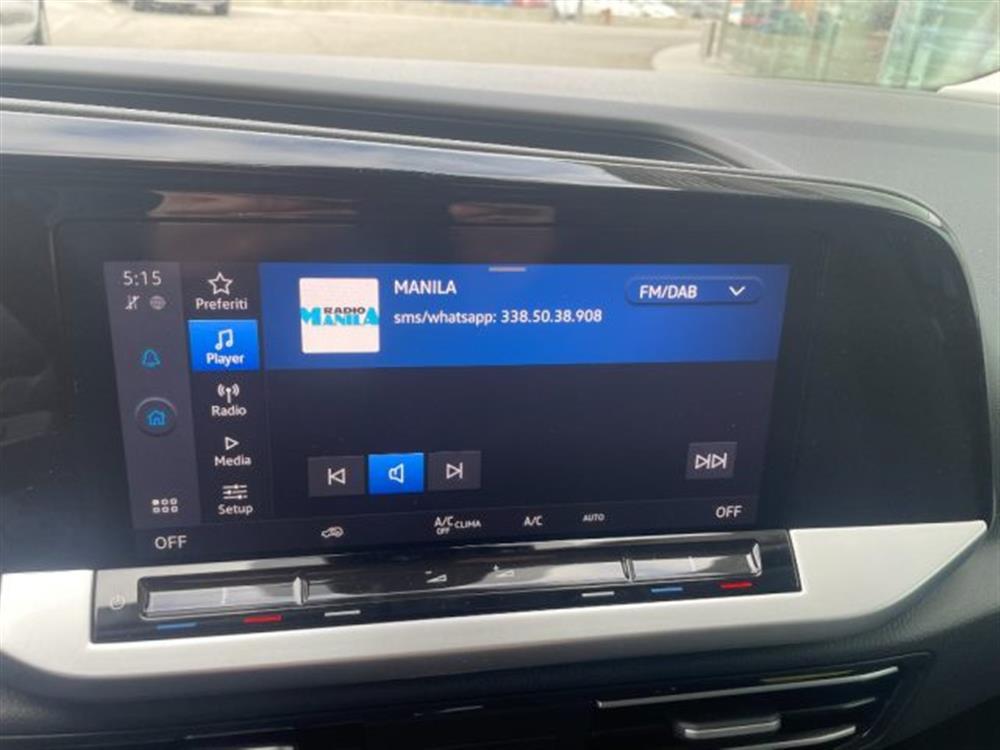 5:15
Preferiti
Player
Radio
Media
Setup
RADIO
MANILA
MANILA
sms/whatsapp: 338.50.38.908
FM/DAB
OFF
A/C
OFF
CLIMA
A/C
AUTO
OFF